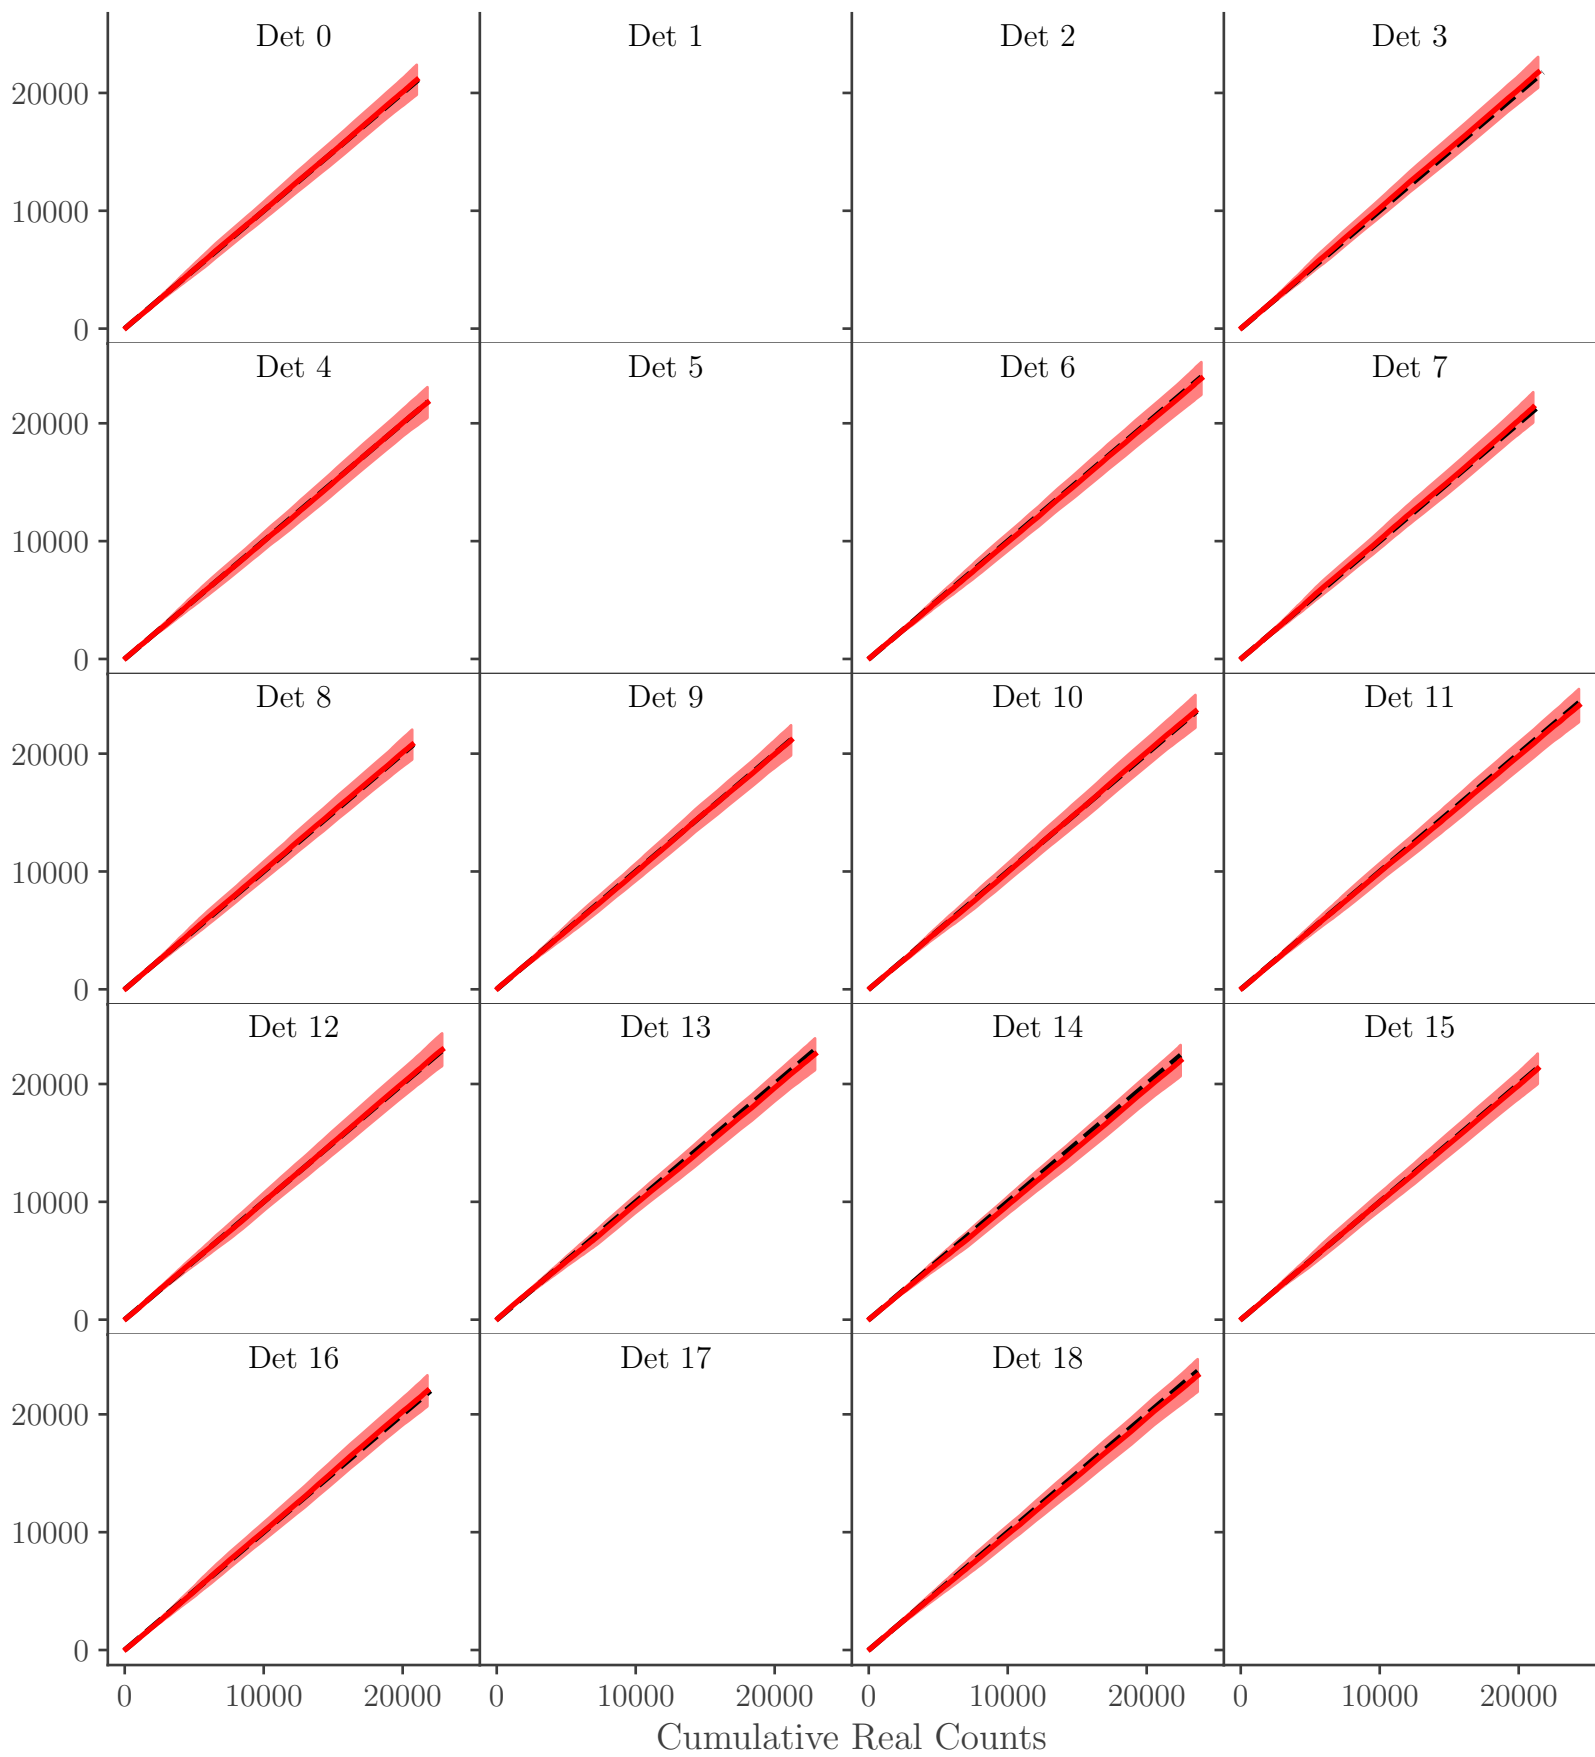 Det 0 Det 1 Det 2 Det 3
20000
10000
0
Det 4 Det 5 Det 6 Det 7
20000
10000
0
Det 8 Det 9 Det 10 Det 11
20000
10000
0
Det 12 Det 13 Det 14 Det 15
20000
10000
0
Det 16 Det 17 Det 18
20000
10000
0
0 10000 20000 0 10000 20000 0 10000 20000 0 10000 20000
Cumulative Real Counts